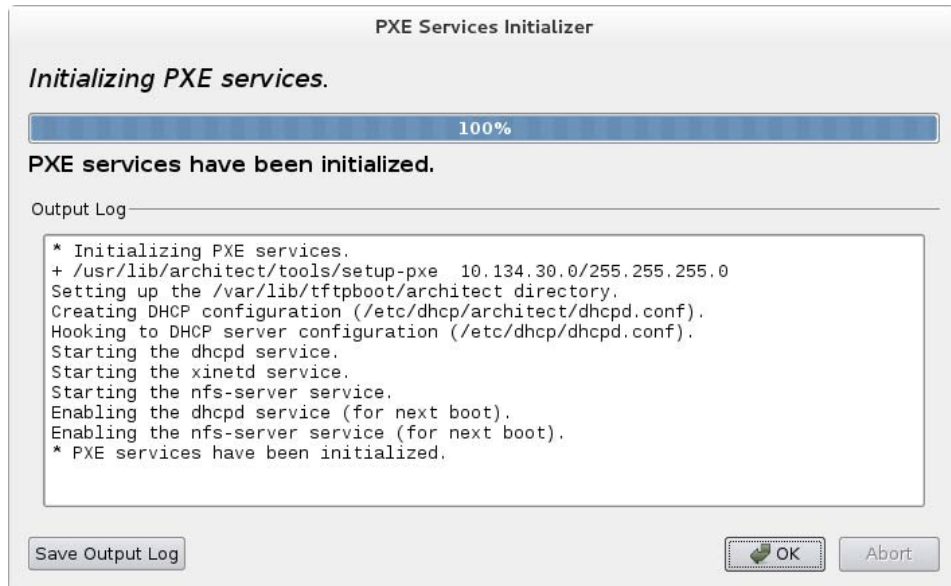 PXE Services Initializer
Initializing PXE services.
100%
PXE services have been initialized.
Output Log
* Initializing PXE services.
+ /usr/lib/architect/tools/setup-pxe  10.134.30.0/255.255.255.0
Setting up the /var/lib/tftpboot/architect directory.
Creating DHCP configuration (/etc/dhcp/architect/dhcpd.conf).
Hooking to DHCP server configuration (/etc/dhcp/dhcpd.conf).
Starting the dhcpd service.
Starting the xinetd service.
Starting the nfs-server service.
Enabling the dhcpd service (for next boot).
Enabling the nfs-server service (for next boot).
* PXE services have been initialized.
Save Output Log
OK
Abort